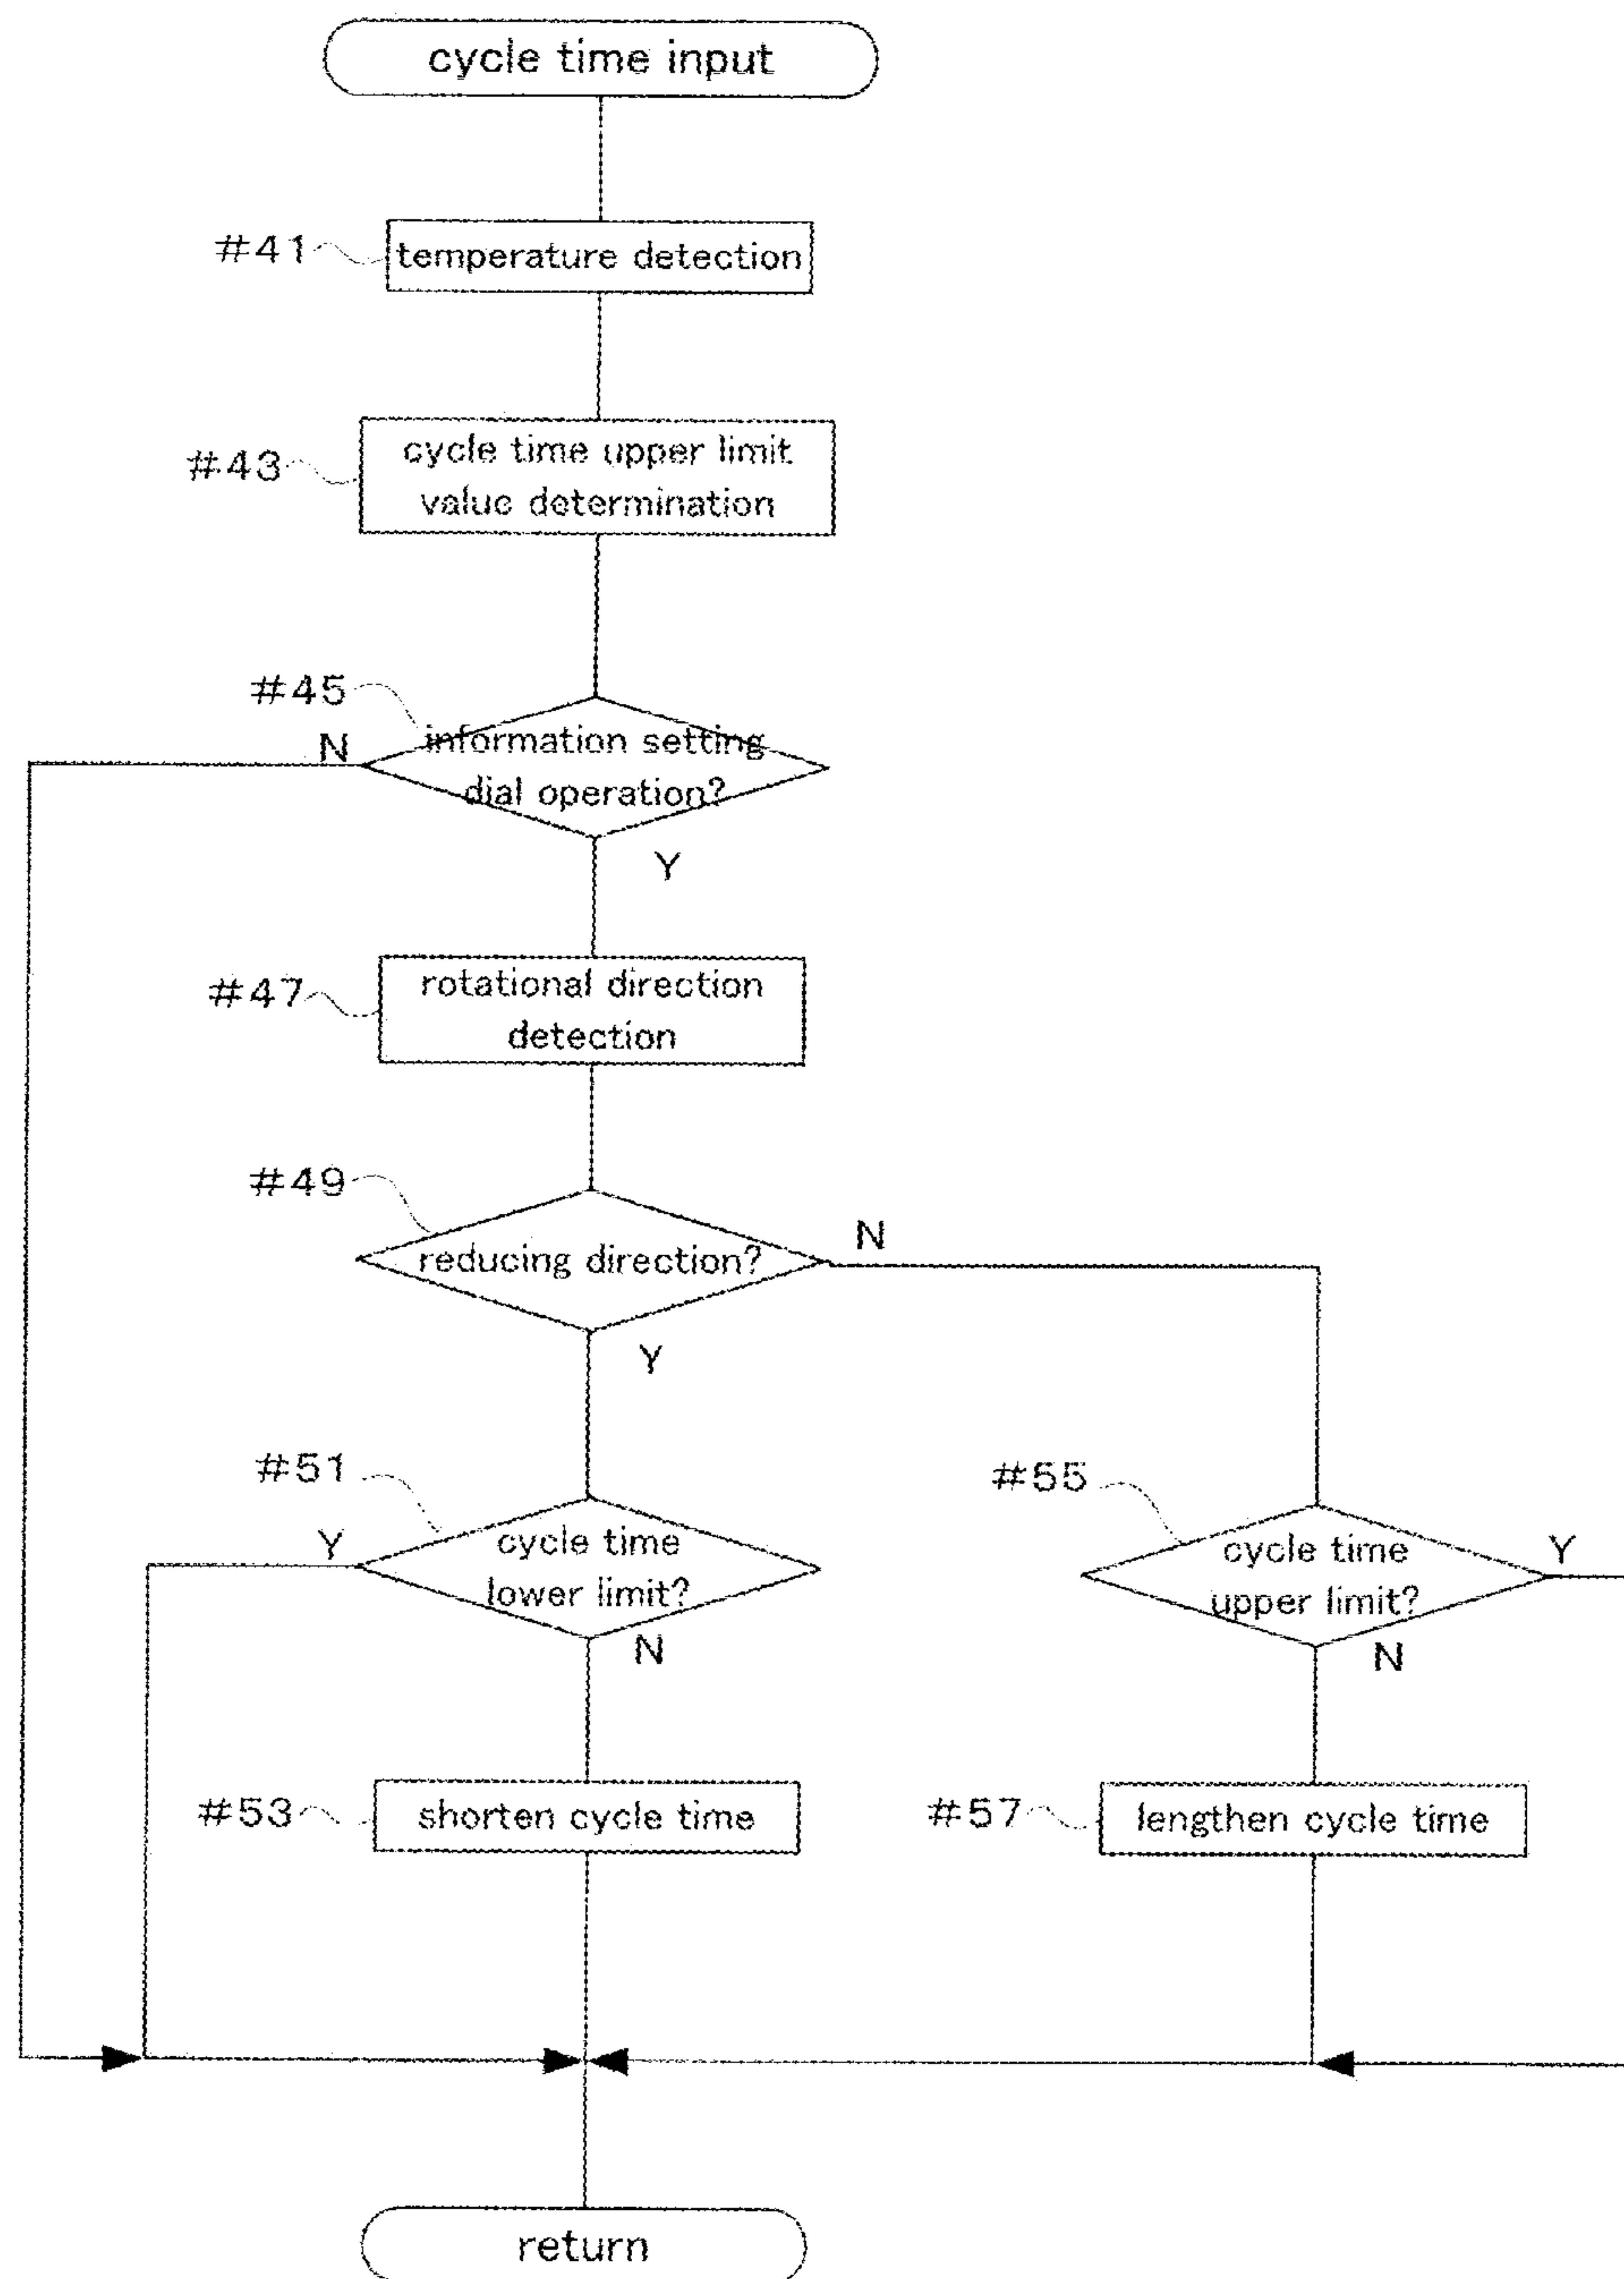 cycle time input
#41
temperature detection
#43
cycle time upper limit
value determination
#45
N
information setting
dial operation?
Y
#47
rotational direction
detection
#49
reducing direction?
N
Y
#51
Y
cycle time
lower limit?
N
#55
cycle time
upper limit?
Y
N
#53
shorten cycle time
#57
lengthen cycle time
return